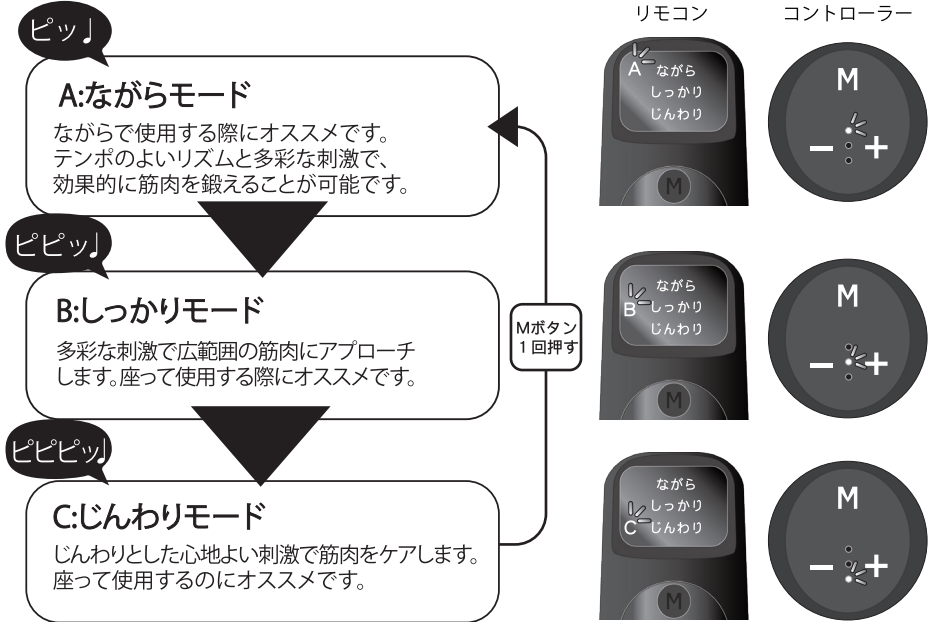 リモコン
コントローラー
ピッ♩
A:ながらモード
ながらで使用する際にオススメです。
テンポのよいリズムと多彩な刺激で、
効果的に筋肉を鍛えることが可能です。
A ながら
しっかり
じんわり
M
M
− +
ピピッ♩
B:しっかりモード
多彩な刺激で広範囲の筋肉にアプローチ
します。座って使用する際にオススメです。
Mボタン
1回押す
ながら
B しっかり
じんわり
M
M
− +
ピピピッ♩
C:じんわりモード
じんわりとした心地よい刺激で筋肉をケアします。
座って使用するのにオススメです。
ながら
しっかり
C じんわり
M
M
− +